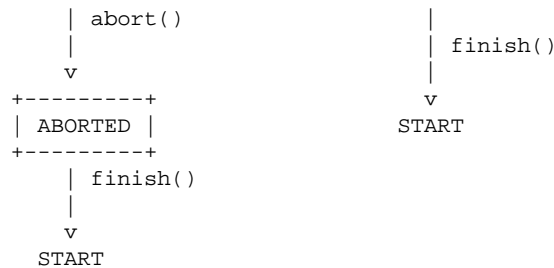 | abort() |
| | finish()
v |
+---------+ v
| ABORTED | START
+---------+
| finish()
|
v
START